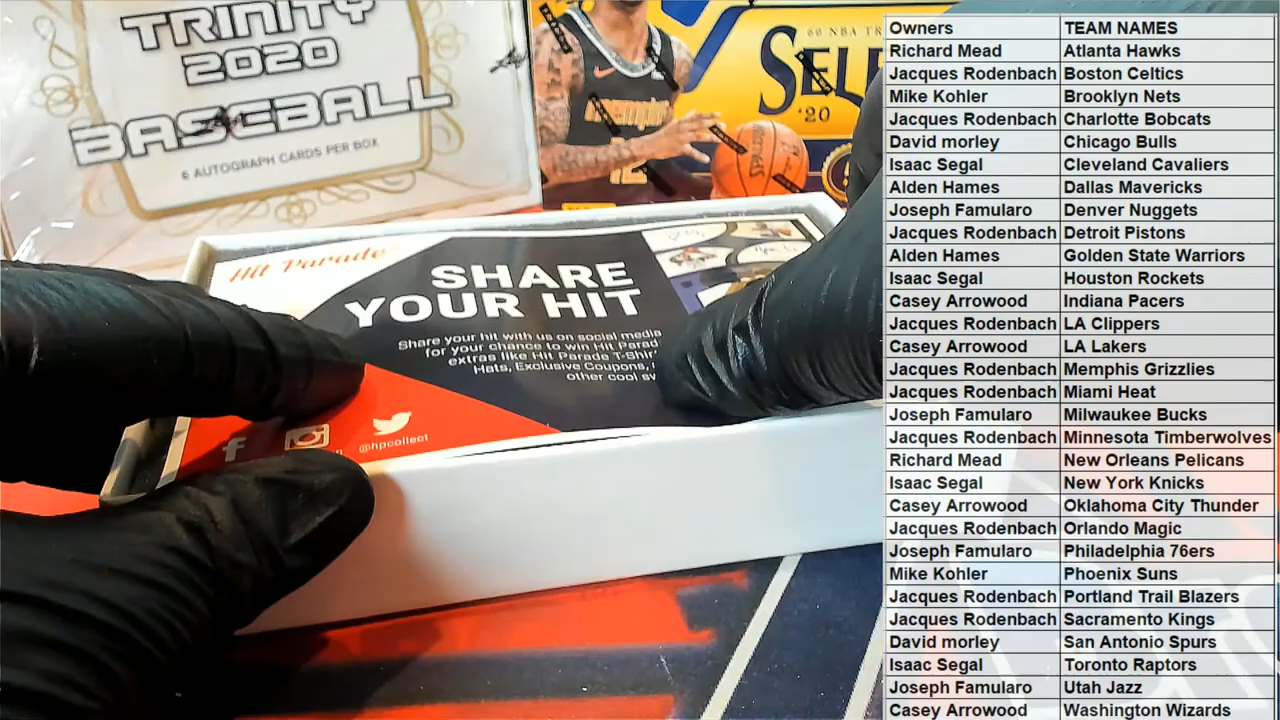 TRINITY
2020
BASEBALL
6 AUTOGRAPH CARDS PER BOX
66 NBA TR
SELE
'20
SPALDING
Hit Parade
SHARE
YOUR HIT
Share your hit with us on social media
for your chance to win Hit Parad
extras like Hit Parade T-Shir
Hats, Exclusive Coupons,
other cool sw
@hpcollect
Owners TEAM NAMES
Richard Mead Atlanta Hawks
Jacques Rodenbach Boston Celtics
Mike Kohler Brooklyn Nets
Jacques Rodenbach Charlotte Bobcats
David morley Chicago Bulls
Isaac Segal Cleveland Cavaliers
Alden Hames Dallas Mavericks
Joseph Famularo Denver Nuggets
Jacques Rodenbach Detroit Pistons
Alden Hames Golden State Warriors
Isaac Segal Houston Rockets
Casey Arrowood Indiana Pacers
Jacques Rodenbach LA Clippers
Casey Arrowood LA Lakers
Jacques Rodenbach Memphis Grizzlies
Jacques Rodenbach Miami Heat
Joseph Famularo Milwaukee Bucks
Jacques Rodenbach Minnesota Timberwolves
Richard Mead New Orleans Pelicans
Isaac Segal New York Knicks
Casey Arrowood Oklahoma City Thunder
Jacques Rodenbach Orlando Magic
Joseph Famularo Philadelphia 76ers
Mike Kohler Phoenix Suns
Jacques Rodenbach Portland Trail Blazers
Jacques Rodenbach Sacramento Kings
David morley San Antonio Spurs
Isaac Segal Toronto Raptors
Joseph Famularo Utah Jazz
Casey Arrowood Washington Wizards